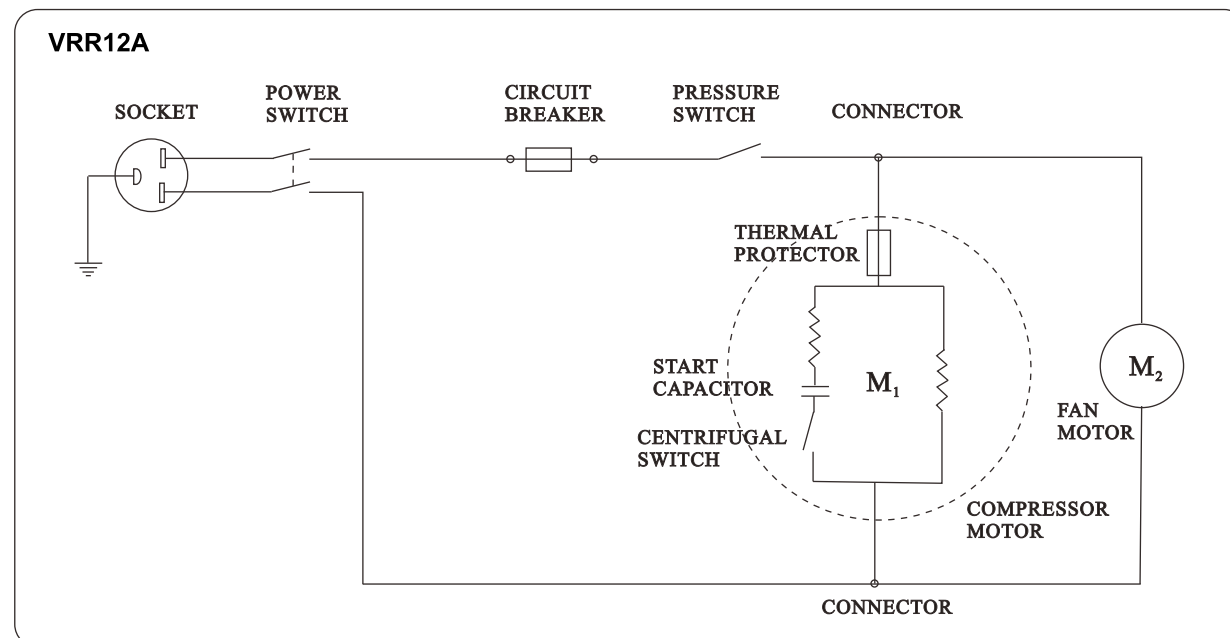 VRR12A
SOCKET
POWER
SWITCH
CIRCUIT
BREAKER
PRESSURE
SWITCH
CONNECTOR
THERMAL
PROTECTOR
START
CAPACITOR
M₁
M₂
CENTRIFUGAL
SWITCH
FAN
MOTOR
COMPRESSOR
MOTOR
CONNECTOR